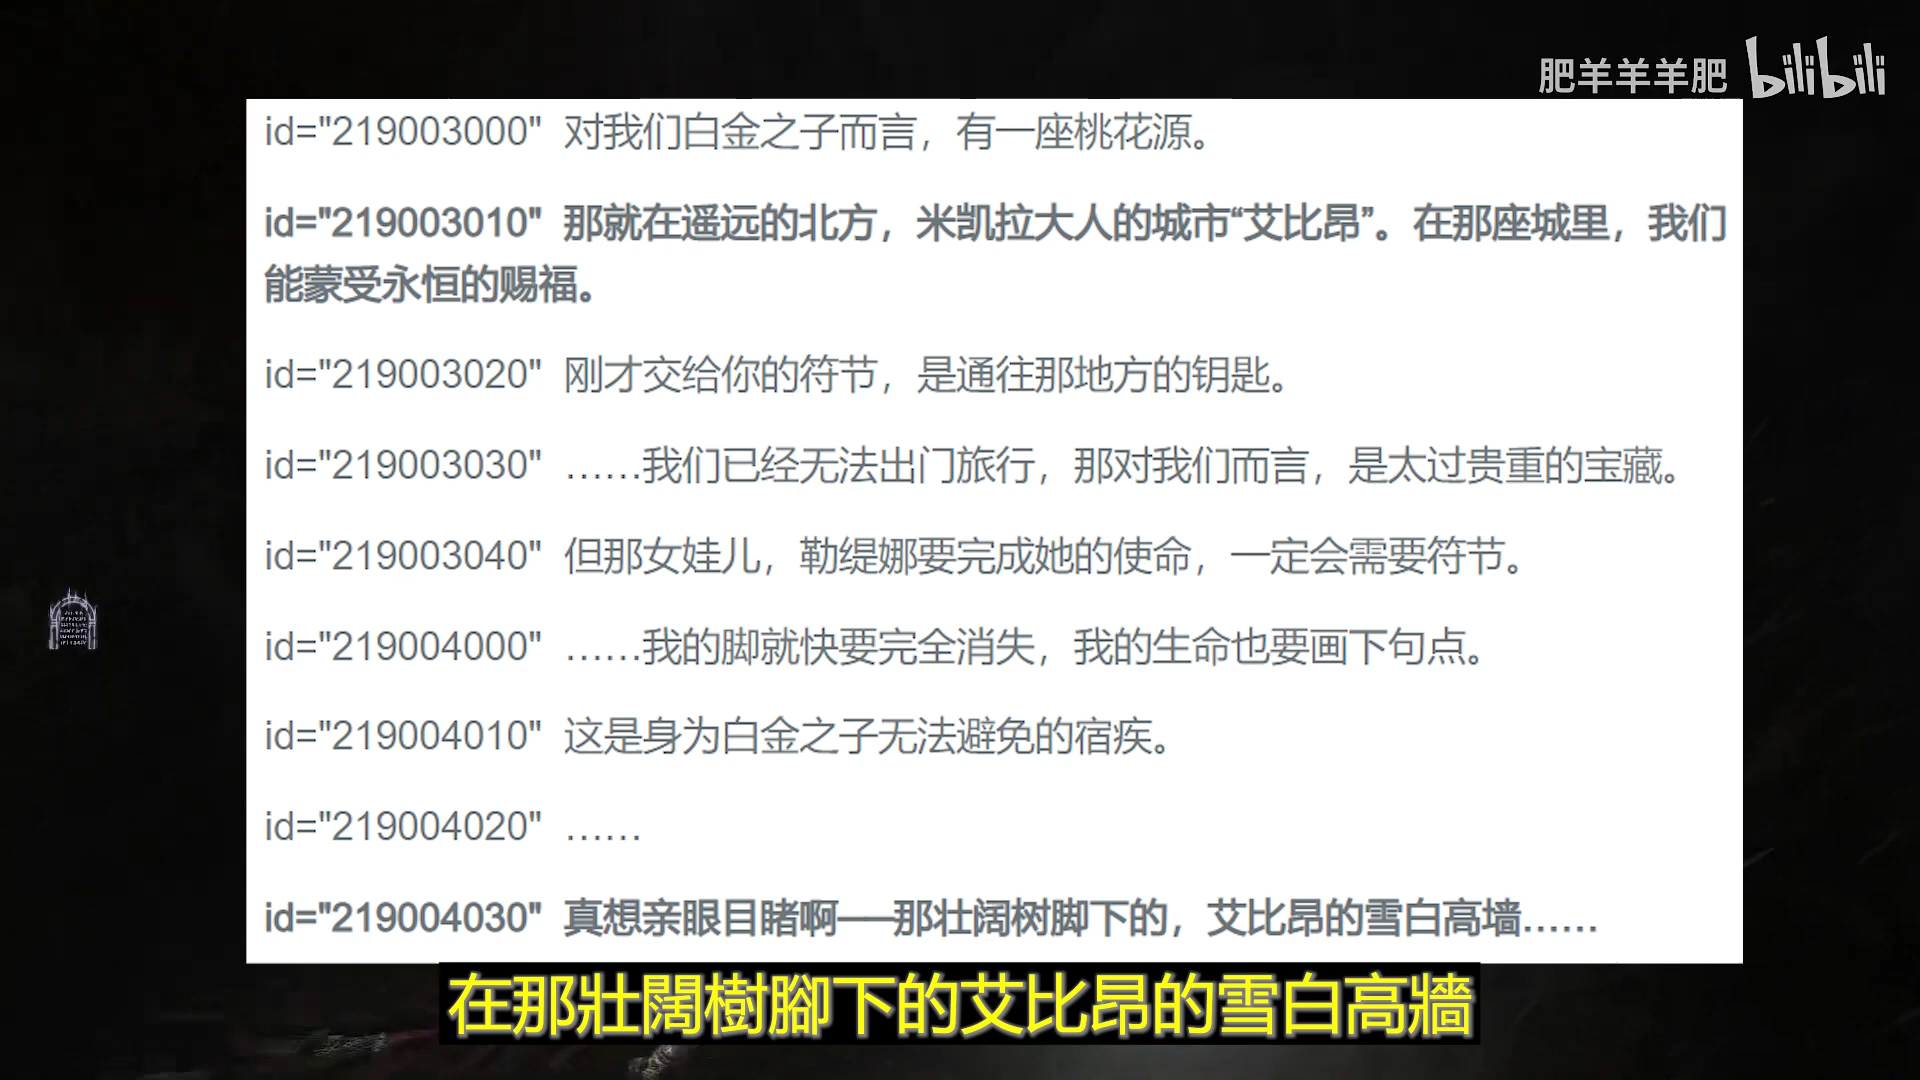 肥羊羊羊肥 bilibili
id="219003000" 对我们白金之子而言，有一座桃花源。
id="219003010" 那就在遥远的北方，米凯拉大人的城市“艾比昂”。在那座城里，我们
能蒙受永恒的赐福。
id="219003020" 刚才交给你的符节，是通往那地方的钥匙。
id="219003030" ……我们已经无法出门旅行，那对我们而言，是太过贵重的宝藏。
id="219003040" 但那女娃儿，勒缇娜要完成她的使命，一定会需要符节。
id="219004000" ……我的脚就快要完全消失，我的生命也要画下句点。
id="219004010" 这是身为白金之子无法避免的宿疾。
id="219004020" ……
id="219004030" 真想亲眼目睹啊──那壮阔树脚下的，艾比昂的雪白高墙……
在那壯闊樹腳下的艾比昂的雪白高牆